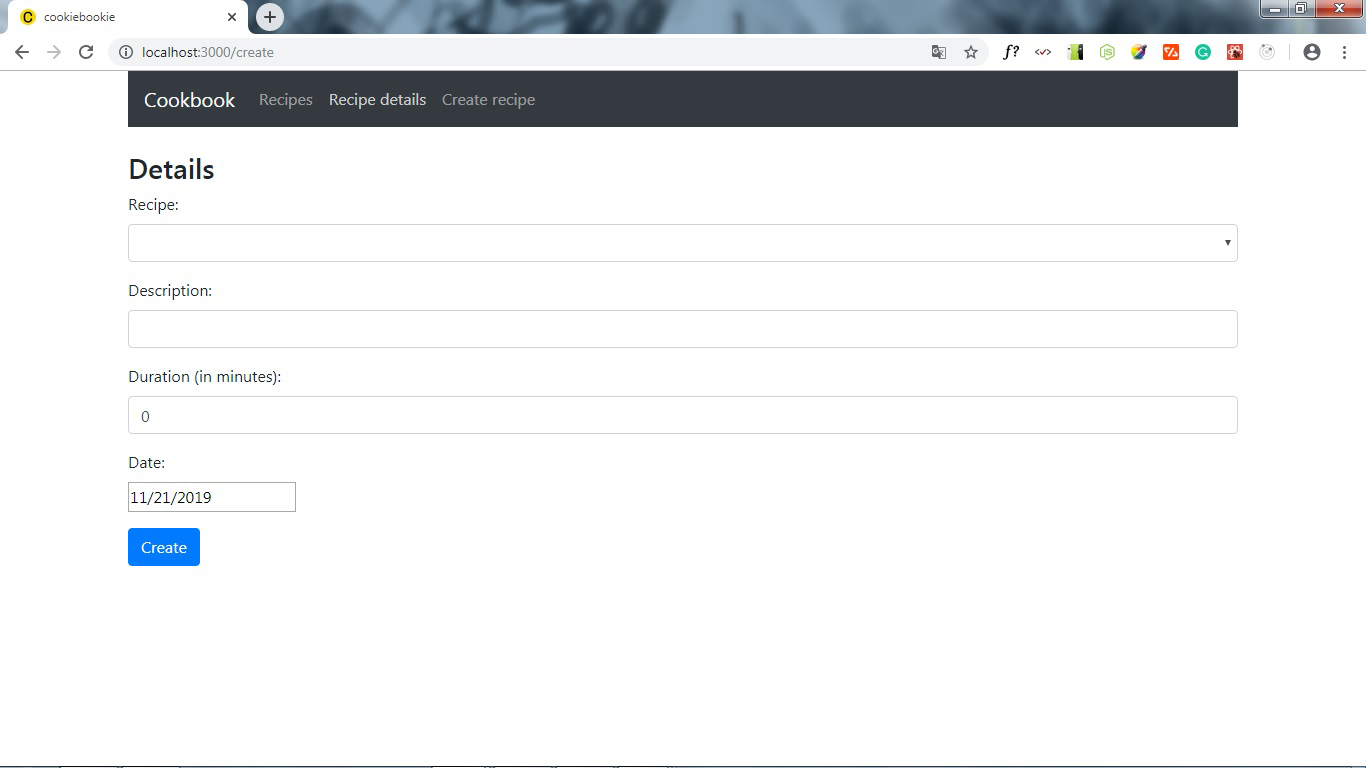 cookiebookie
localhost:3000/create
f?
Cookbook Recipes Recipe details Create recipe
Details
Recipe:
Description:
Duration (in minutes):
0
Date:
11/21/2019
Create